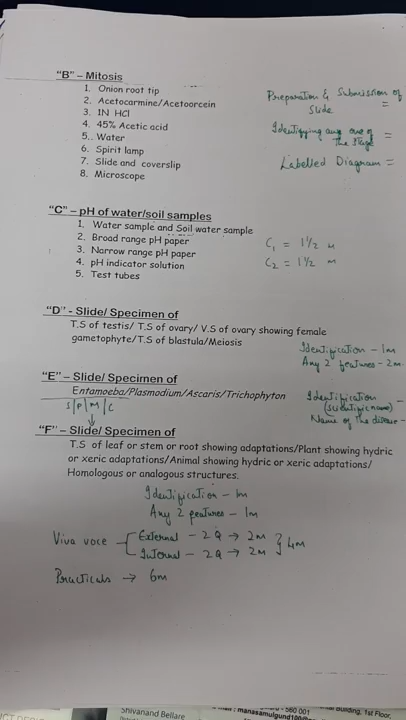 "B" – Mitosis
1. Onion root tip
2. Acetocarmine/Acetoorcein
3. 1N HCl
4. 45% Acetic acid
5.. Water
6. Spirit lamp
7. Slide and coverslip
8. Microscope
Preparation & Submission of =
Slide
Identifying any one of =
the stage
Labelled Diagram =
"C" – pH of water/soil samples
1. Water sample and Soil water sample
2. Broad range pH paper
3. Narrow range pH paper
4. pH indicator solution
5. Test tubes
C1 = 1½ m
C2 = 1½ m
"D"- Slide/ Specimen of
T.S of testis/ T.S of ovary/ V.S of ovary showing female
gametophyte/T.S of blastula/Meiosis
Identification – 1m
Any 2 features – 2m
"E" – Slide/ Specimen of
Entamoeba/Plasmodium/Ascaris/Trichophyton
S|P|M|C
Identification –
(scientific name)
Name of the disease –
"F" – Slide/ Specimen of
T.S of leaf or stem or root showing adaptations/Plant showing hydric
or xeric adaptations/Animal showing hydric or xeric adaptations/
Homologous or analogous structures.
Identification – 1m
Any 2 features – 1m
Viva voce
External – 2Q → 2m
Internal – 2Q → 2m
4m
Practicals → 6m
Shivanand Bellare
- 560 001
: manasamulgund100@
Building, 1st Floor,